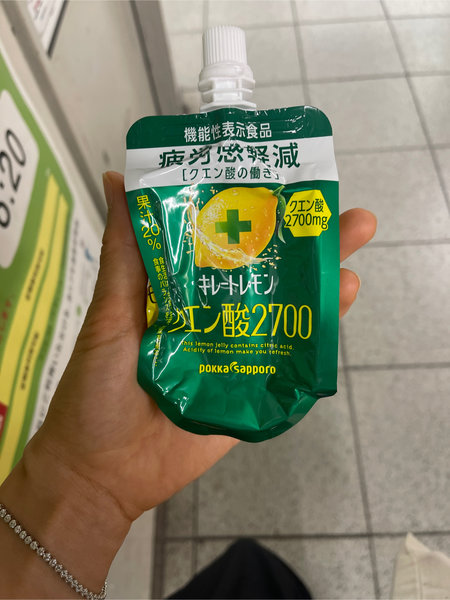 機能性表示食品
疲労感軽減
[クエン酸の働き]
クエン酸
2700mg
果汁20%
キレートレモン
クエン酸2700
This lemon jelly contains citric acid.
Acidity of lemon make you refresh.
pokka sapporo
6:20